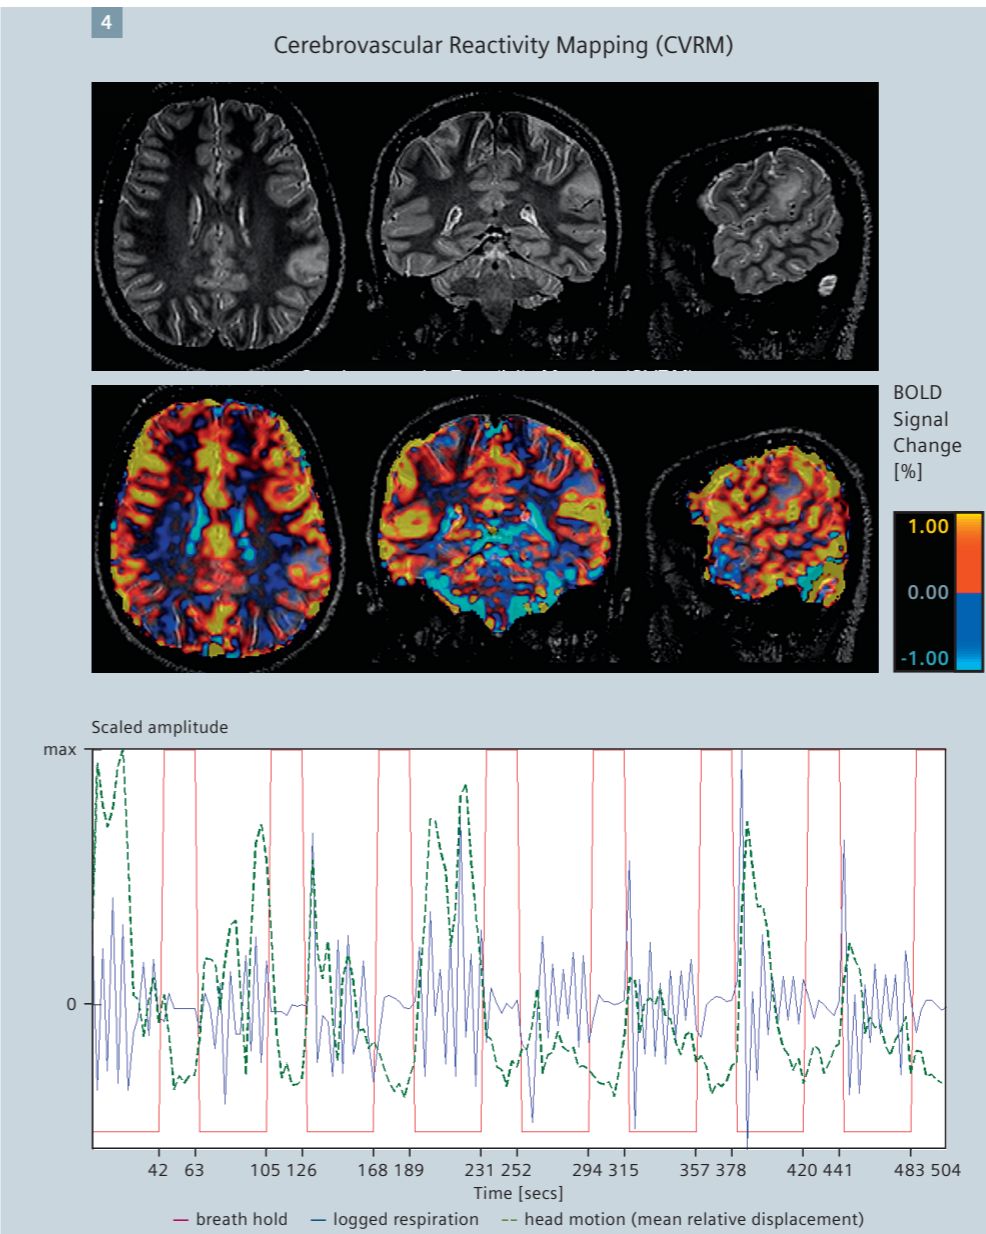 4
Cerebrovascular Reactivity Mapping (CVRM)
BOLD
Signal
Change
[%]
1.00
0.00
-1.00
Scaled amplitude
max
0
42 63 105 126 168 189 231 252 294 315 357 378 420 441 483 504
Time [secs]
breath hold logged respiration head motion (mean relative displacement)